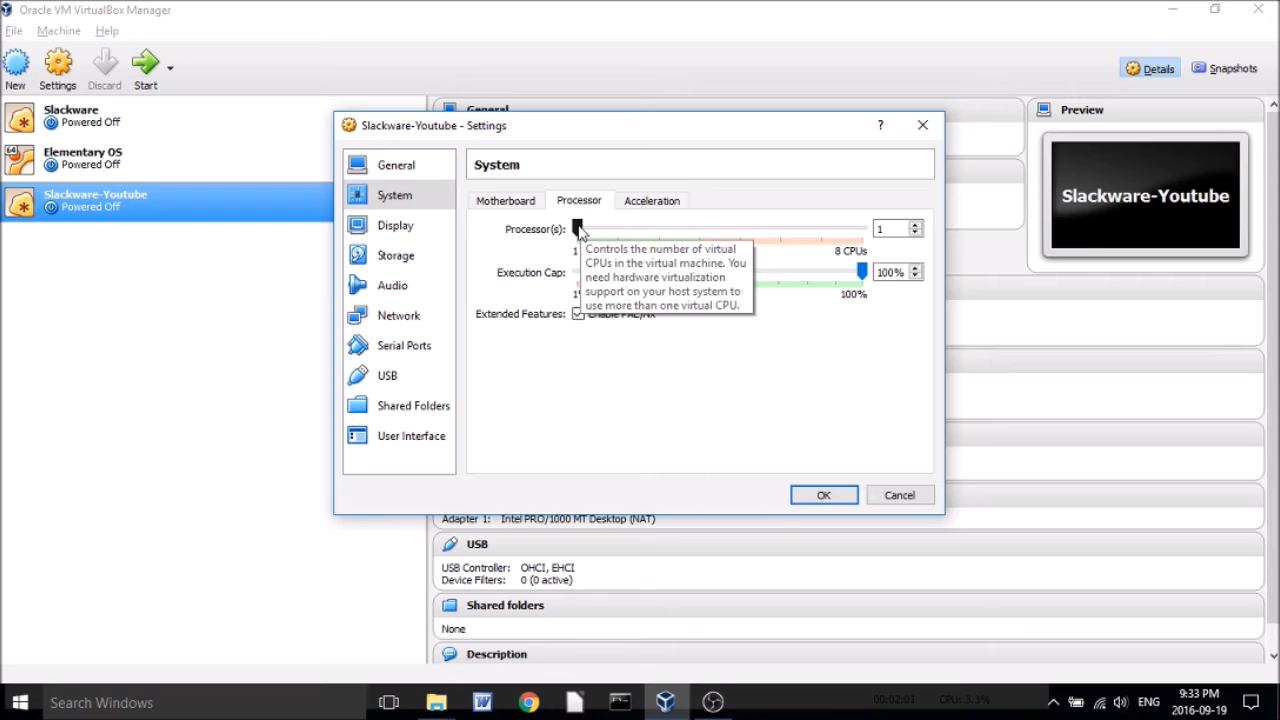 Oracle VM VirtualBox Manager
File Machine Help
New Settings Discard Start
Details Snapshots
Slackware
Powered Off
64
Elementary OS
Powered Off
Slackware-Youtube
Powered Off
General
Preview
Slackware-Youtube
Slackware-Youtube - Settings
?
General
System
Display
Storage
Audio
Network
Serial Ports
USB
Shared Folders
User Interface
System
Motherboard Processor Acceleration
Processor(s): 1
1 8 CPUs
Controls the number of virtual
CPUs in the virtual machine. You
need hardware virtualization
support on your host system to
use more than one virtual CPU.
Execution Cap: 100%
100%
Extended Features: Enable PAE/NX
OK Cancel
Adapter 1: Intel PRO/1000 MT Desktop (NAT)
USB
USB Controller: OHCI, EHCI
Device Filters: 0 (0 active)
Shared folders
None
Description
Search Windows
00:02:01 CPU: 3.3%
ENG
9:33 PM
2016-09-19